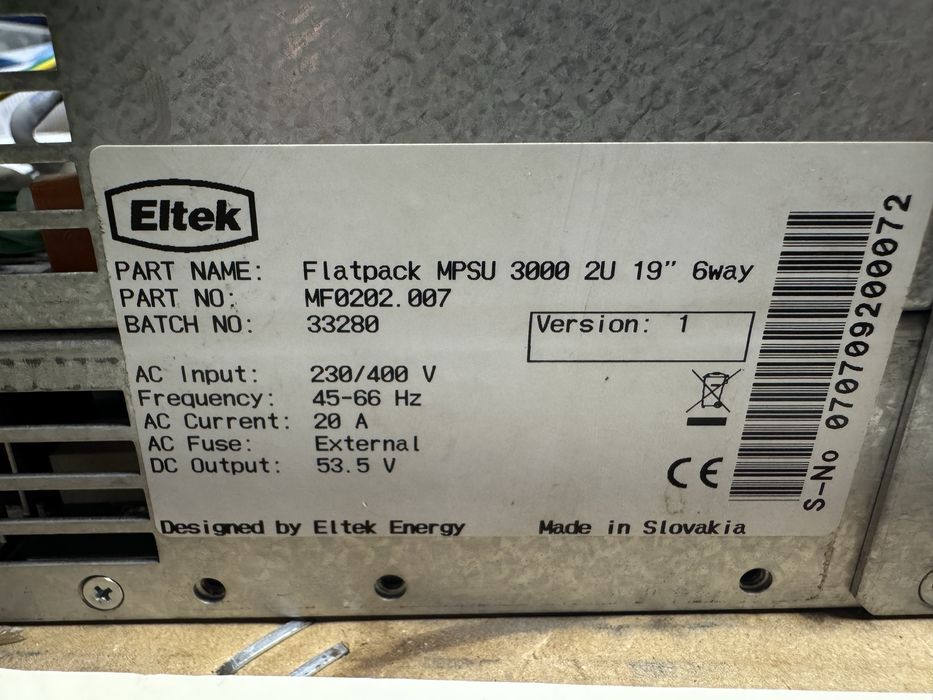 Eltek
PART NAME: Flatpack MPSU 3000 2U 19" 6way
PART NO: MF0202.007
BATCH NO: 33280
Version: 1
AC Input: 230/400 V
Frequency: 45-66 Hz
AC Current: 20 A
AC Fuse: External
DC Output: 53.5 V
CE
Designed by Eltek Energy
Made in Slovakia
S-No 070709200072